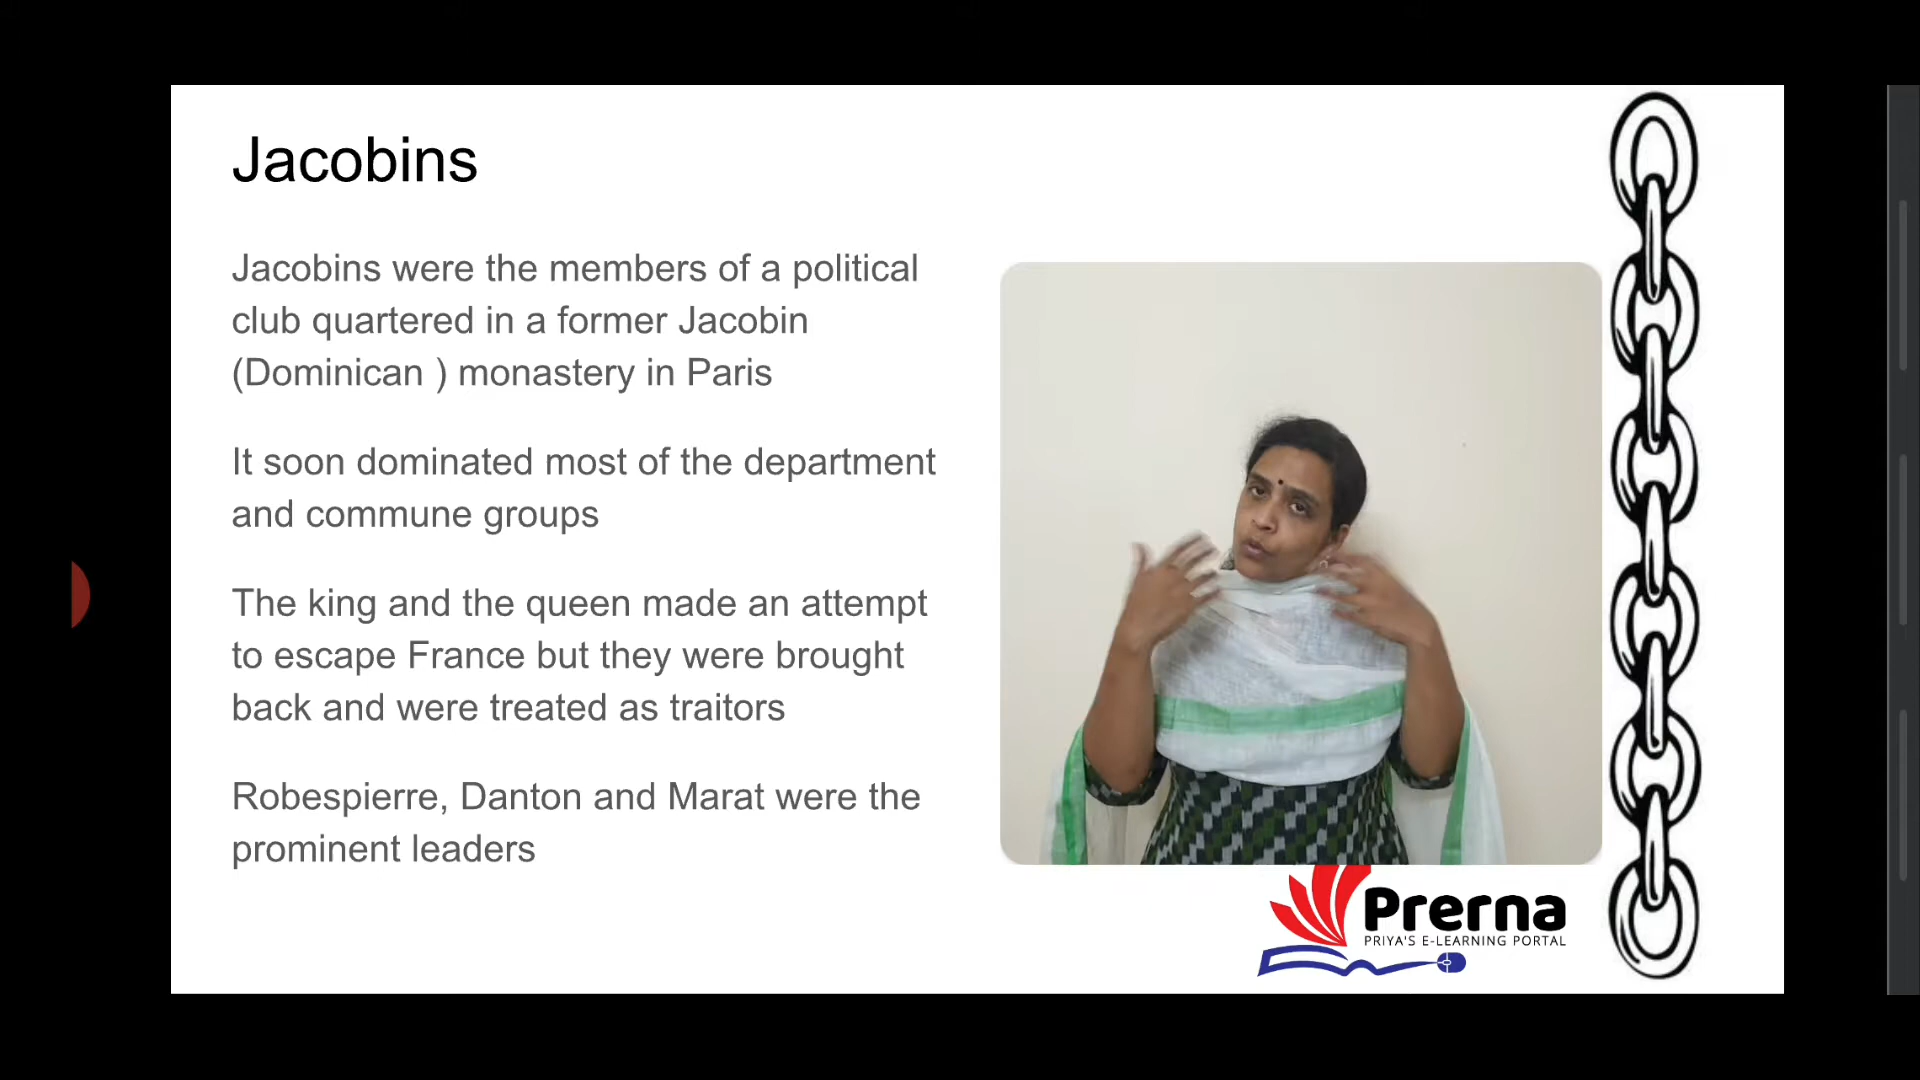 Jacobins
Jacobins were the members of a political
club quartered in a former Jacobin
(Dominican ) monastery in Paris
It soon dominated most of the department
and commune groups
The king and the queen made an attempt
to escape France but they were brought
back and were treated as traitors
Robespierre, Danton and Marat were the
prominent leaders
Prerna
PRIYA'S E-LEARNING PORTAL